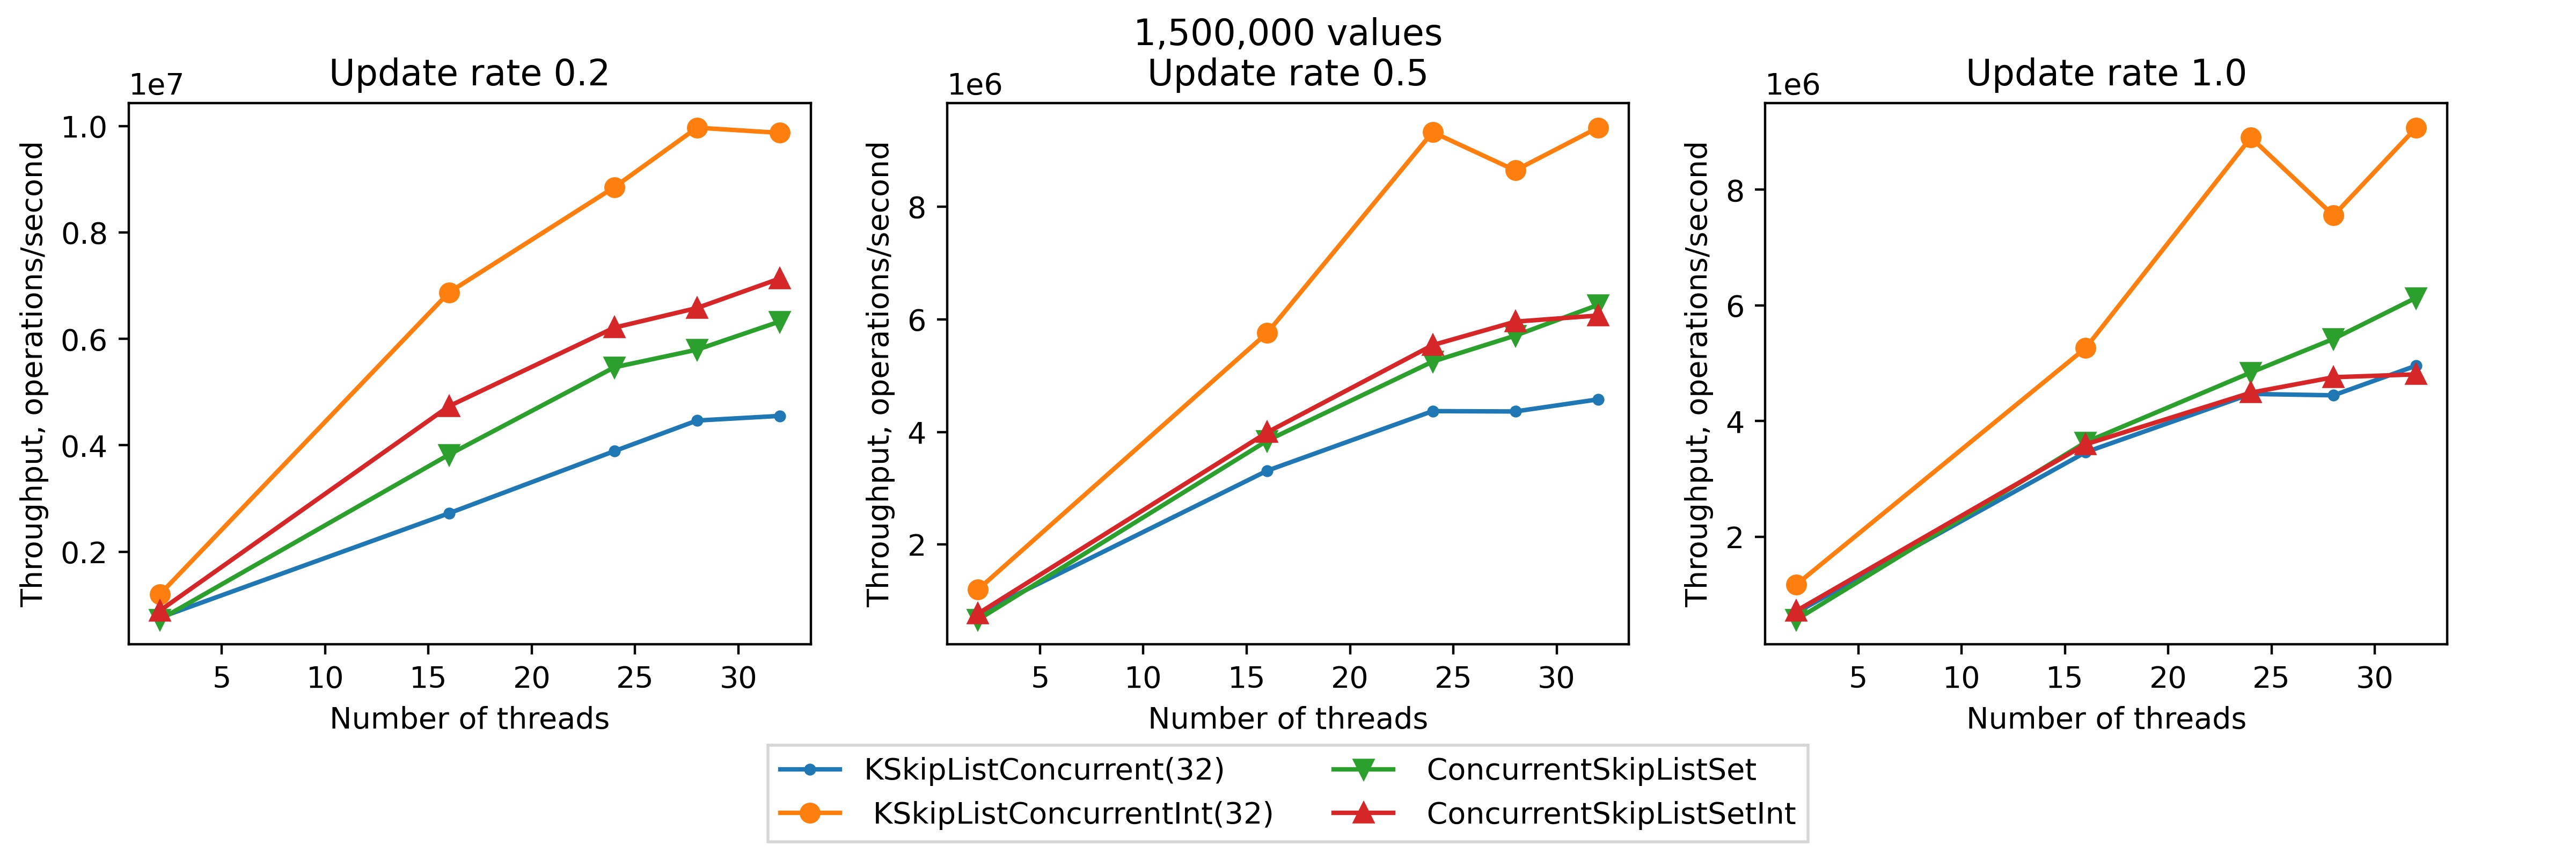 1,500,000 values
Update rate 0.2
Update rate 0.5
Update rate 1.0
1e7
1.0
0.8
0.6
0.4
0.2
Throughput, operations/second
5 10 15 20 25 30
Number of threads
1e6
8
6
4
2
Throughput, operations/second
5 10 15 20 25 30
Number of threads
1e6
8
6
4
2
Throughput, operations/second
5 10 15 20 25 30
Number of threads
KSkipListConcurrent(32)
KSkipListConcurrentInt(32)
ConcurrentSkipListSet
ConcurrentSkipListSetInt